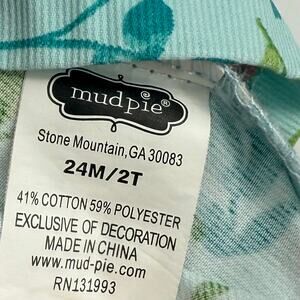 mudpie®
Stone Mountain, GA 30083
24M/2T
41% COTTON 59% POLYESTER
EXCLUSIVE OF DECORATION
MADE IN CHINA
www.mud-pie.com
RN131993